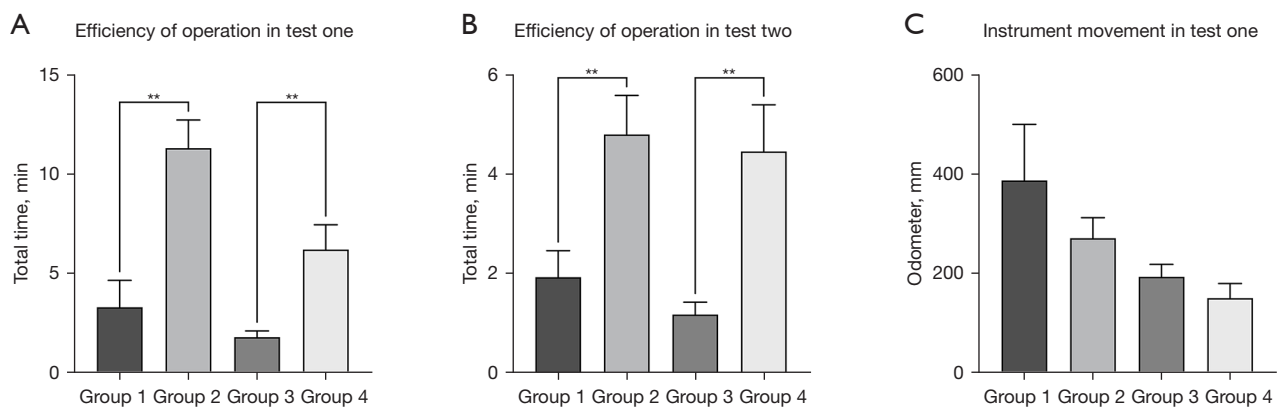 A Efficiency of operation in test one
15
10
5
0
Total time, min
**
**
Group 1 Group 2 Group 3 Group 4
B Efficiency of operation in test two
6
4
2
0
Total time, min
**
**
Group 1 Group 2 Group 3 Group 4
C Instrument movement in test one
600
400
200
0
Odometer, mm
Group 1 Group 2 Group 3 Group 4